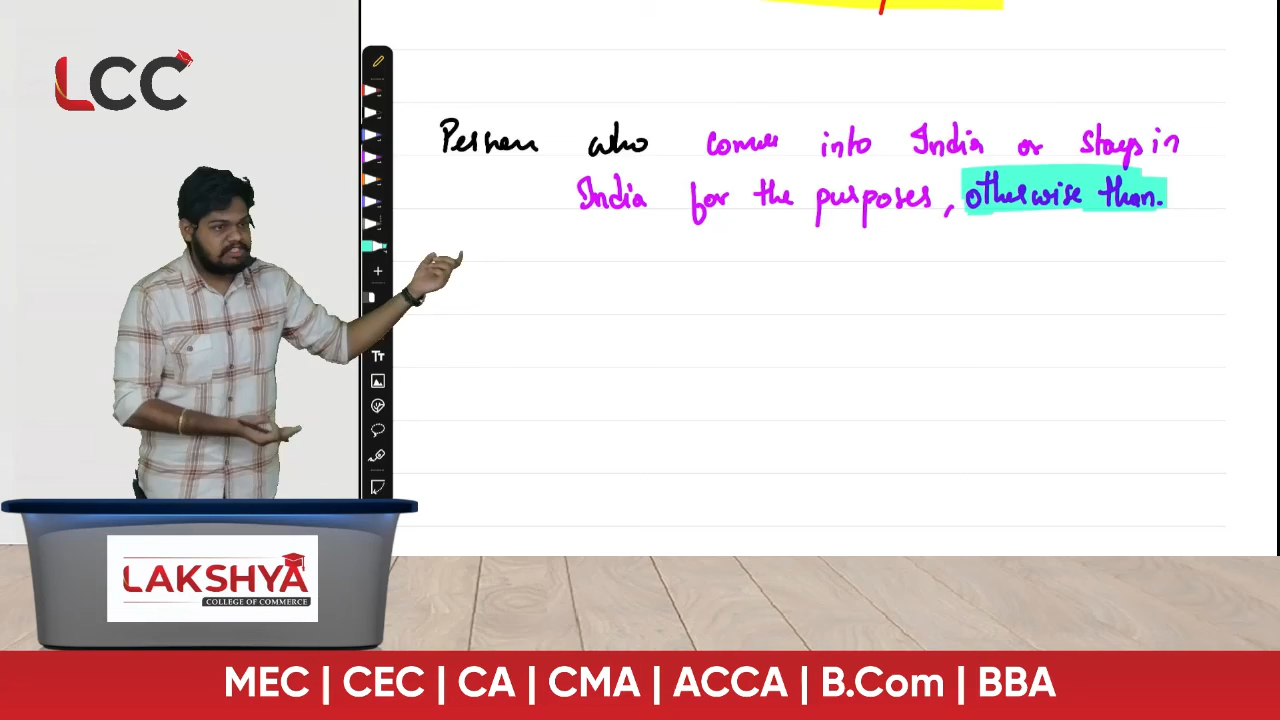 LCC
Person who comes into India or stays in
India for the purposes, otherwise than.
TT
LAKSHYA
COLLEGE OF COMMERCE
MEC | CEC | CA | CMA | ACCA | B.Com | BBA